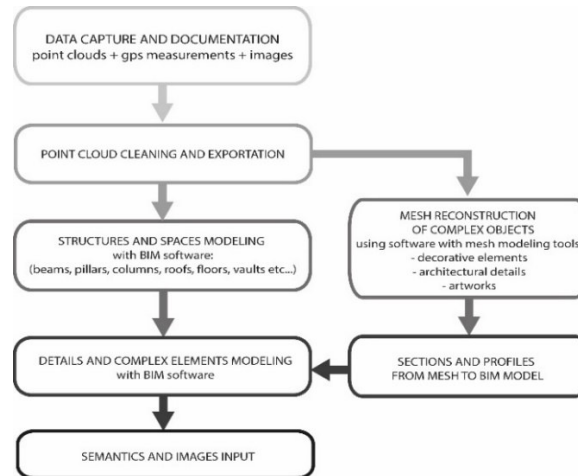 DATA CAPTURE AND DOCUMENTATION
point clouds + gps measurements + images
POINT CLOUD CLEANING AND EXPORTATION
STRUCTURES AND SPACES MODELING
with BIM software:
(beams, pillars, columns, roofs, floors, vaults etc...)
MESH RECONSTRUCTION
OF COMPLEX OBJECTS
using software with mesh modeling tools
- decorative elements
- architectural details
- artworks
DETAILS AND COMPLEX ELEMENTS MODELING
with BIM software
SECTIONS AND PROFILES
FROM MESH TO BIM MODEL
SEMANTICS AND IMAGES INPUT